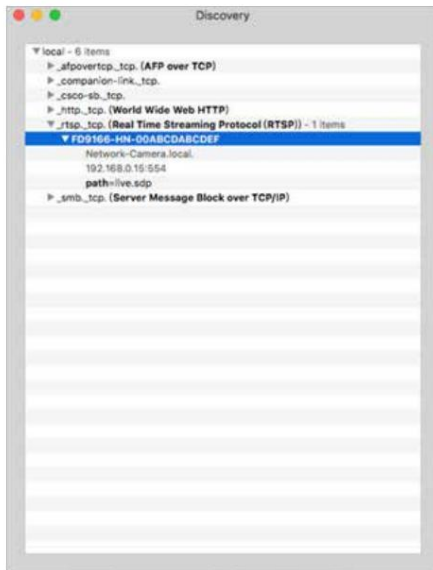 Discovery
local - 6 items
_afpovertcp._tcp. (AFP over TCP)
_companion-link._tcp.
_csco-sb._tcp.
_http._tcp. (World Wide Web HTTP)
_rtsp._tcp. (Real Time Streaming Protocol (RTSP)) - 1 items
FD9166-HN-00ABCDABCDEF
Network-Camera.local.
192.168.0.15:554
path=live.sdp
_smb._tcp. (Server Message Block over TCP/IP)